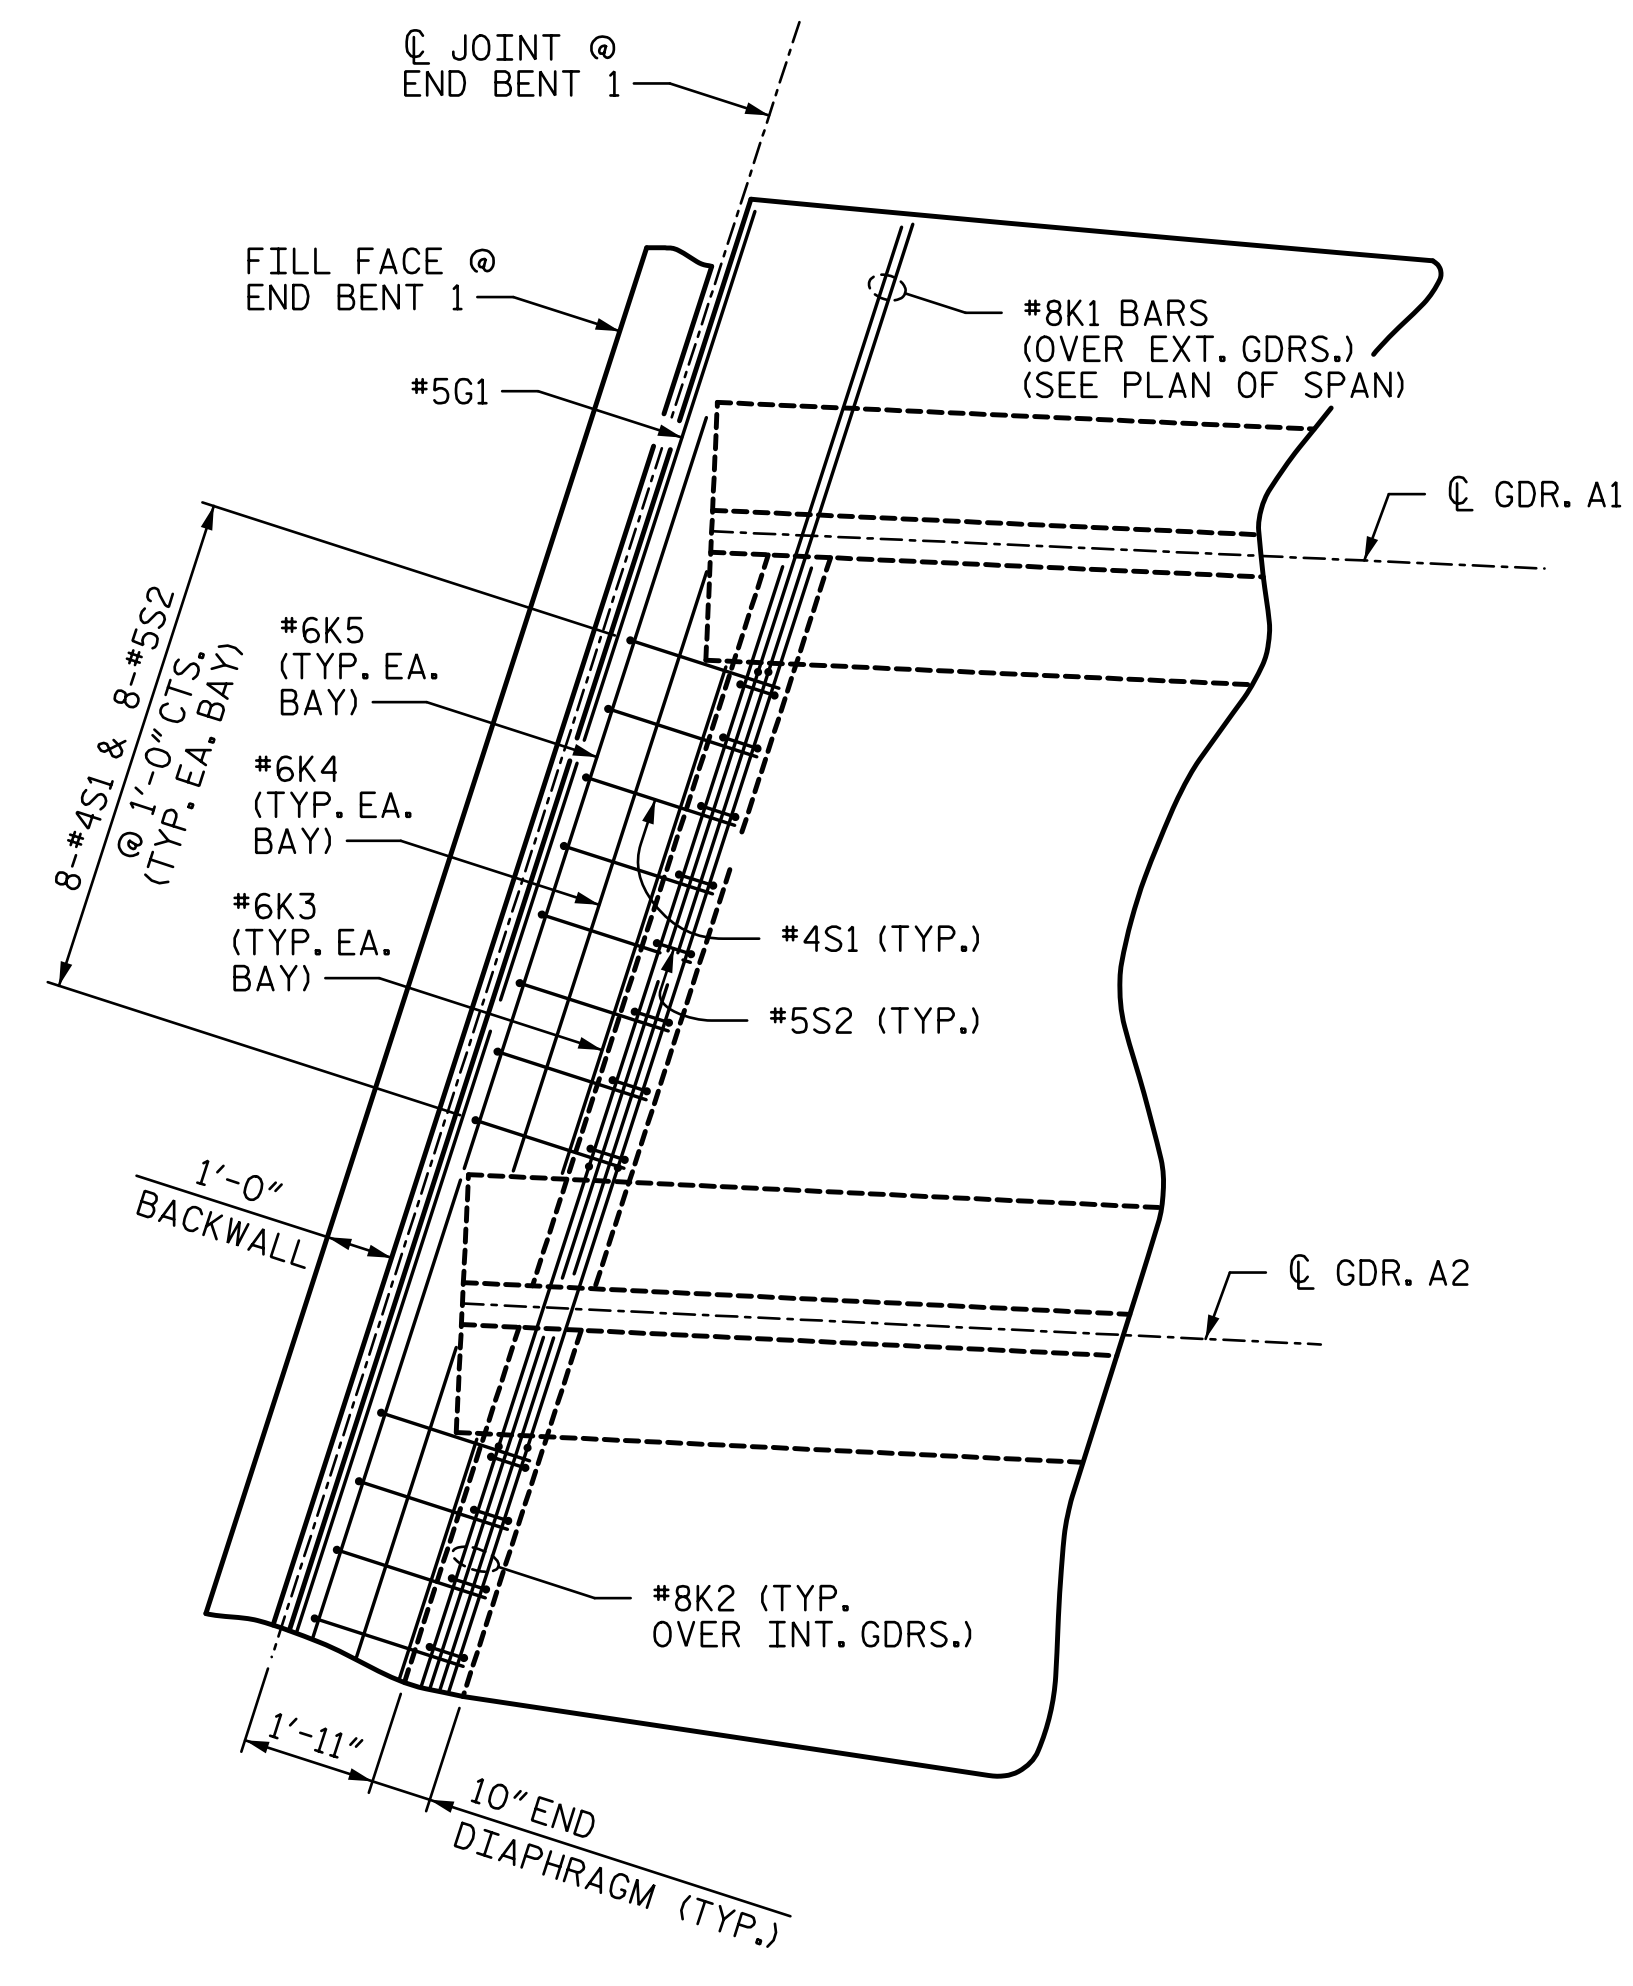 ℄ JOINT @
END BENT 1
FILL FACE @
END BENT 1
#8K1 BARS
(OVER EXT. GDRS.)
(SEE PLAN OF SPAN)
#5G1
℄ GDR. A1
8-#4S1 & 8-#5S2
@ 1'-0" CTS.
(TYP. EA. BAY)
#6K5
(TYP. EA.
BAY)
#6K4
(TYP. EA.
BAY)
#6K3
(TYP. EA.
BAY)
#4S1 (TYP.)
#5S2 (TYP.)
1'-0"
BACKWALL
℄ GDR. A2
#8K2 (TYP.
OVER INT. GDRS.)
1'-11"
10" END
DIAPHRAGM (TYP.)